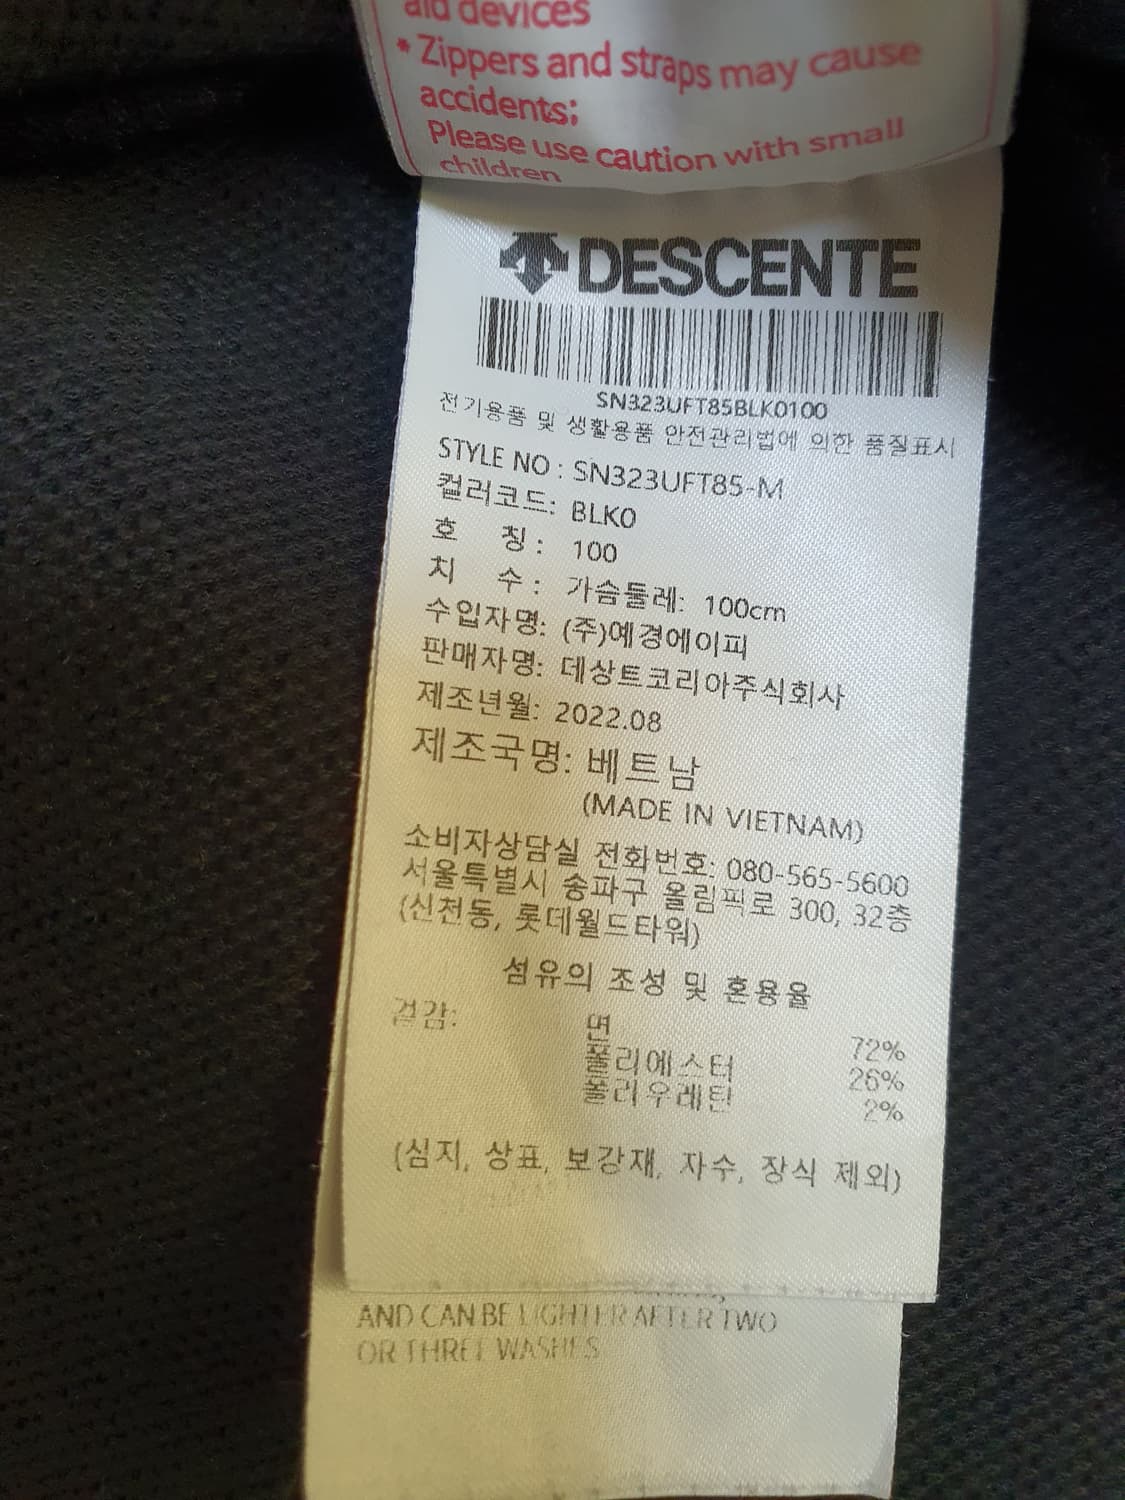 aid devices
* Zippers and straps may cause
accidents;
Please use caution with small
children
DESCENTE
SN323UFT85BLK0100
전기용품 및 생활용품 안전관리법에 의한 품질표시
STYLE NO : SN323UFT85-M
컬러코드: BLK0
호 칭: 100
치 수: 가슴둘레: 100cm
수입자명: (주)예경에이피
판매자명: 데상트코리아주식회사
제조년월: 2022.08
제조국명: 베트남
(MADE IN VIETNAM)
소비자상담실 전화번호: 080-565-5600
서울특별시 송파구 올림픽로 300, 32층
(신천동, 롯데월드타워)
섬유의 조성 및 혼용율
겉감: 면 72%
폴리에스터 26%
폴리우레탄 2%
(심지, 상표, 보강재, 자수, 장식 제외)
AND CAN BE LIGHTER AFTER TWO
OR THREE WASHES